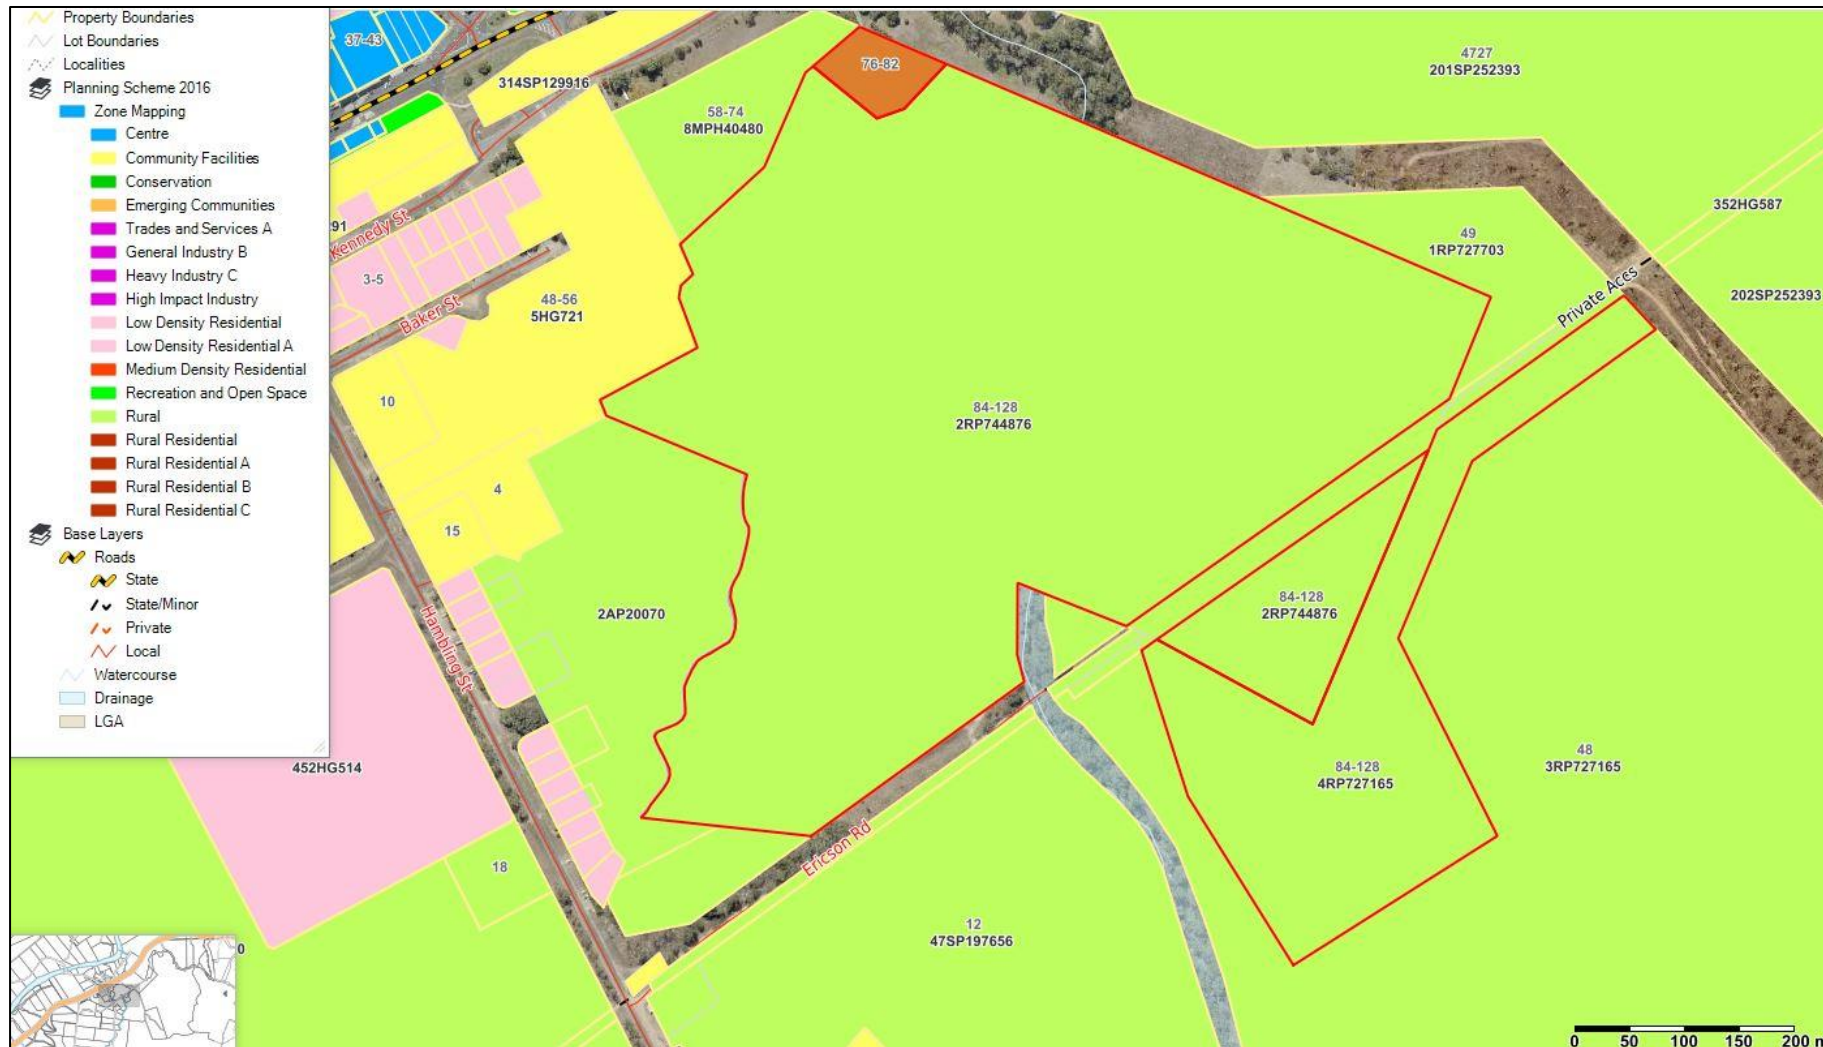 Property Boundaries
Lot Boundaries
Localities
Planning Scheme 2016
Zone Mapping
Centre
Community Facilities
Conservation
Emerging Communities
Trades and Services A
General Industry B
Heavy Industry C
High Impact Industry
Low Density Residential
Low Density Residential A
Medium Density Residential
Recreation and Open Space
Rural
Rural Residential
Rural Residential A
Rural Residential B
Rural Residential C
Base Layers
Roads
State
State/Minor
Private
Local
Watercourse
Drainage
LGA
37-43
314SP129916
76-82
58-74
8MPH40480
4727
201SP252393
352HG587
49
1RP727703
202SP252393
Private Accs
291
Kennedy St
3-5
Baker St
48-56
5HG721
10
4
15
84-128
2RP744876
2AP20070
Hambling St
84-128
2RP744876
452HG514
84-128
4RP727165
48
3RP727165
18
Ericson Rd
12
47SP197656
0
0 50 100 150 200 m